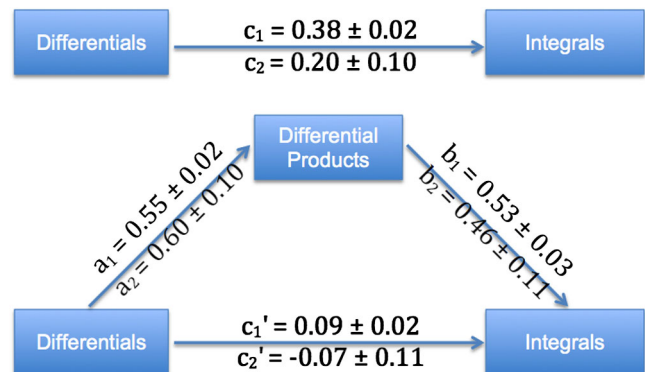 Differentials
c₁ = 0.38 ± 0.02
c₂ = 0.20 ± 0.10
Integrals
Differential
Products
a₁ = 0.55 ± 0.02
a₂ = 0.60 ± 0.10
b₁ = 0.53 ± 0.03
b₂ = 0.46 ± 0.11
Differentials
c₁' = 0.09 ± 0.02
c₂' = -0.07 ± 0.11
Integrals